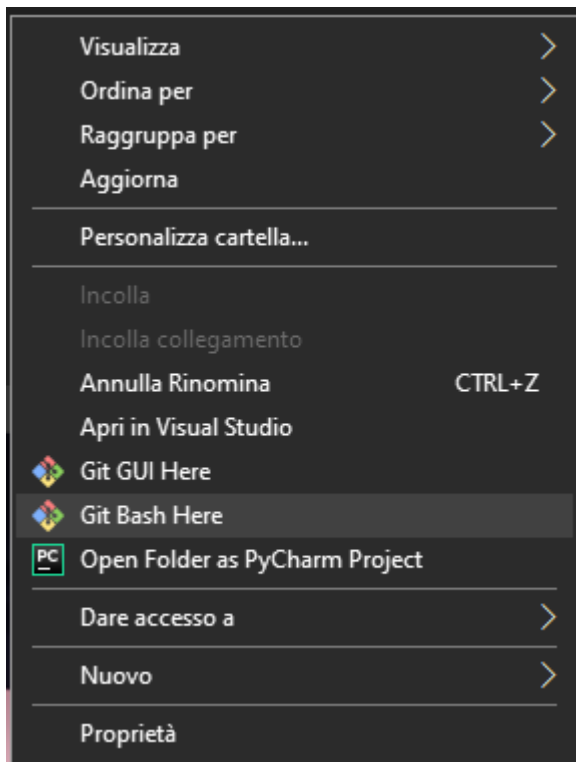 Visualizza
Ordina per
Raggruppa per
Aggiorna
Personalizza cartella...
Incolla
Incolla collegamento
Annulla Rinomina CTRL+Z
Apri in Visual Studio
Git GUI Here
Git Bash Here
PC Open Folder as PyCharm Project
Dare accesso a
Nuovo
Proprietà